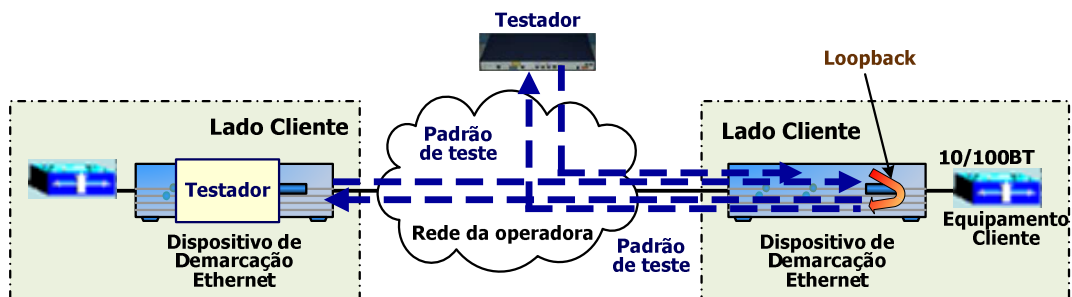 Testador
Loopback
Lado Cliente
Padrão
de teste
Lado Cliente
10/100BT
Testador
Equipamento
Cliente
Rede da operadora
Dispositivo de
Demarcação
Ethernet
Padrão
de teste
Dispositivo de
Demarcação
Ethernet